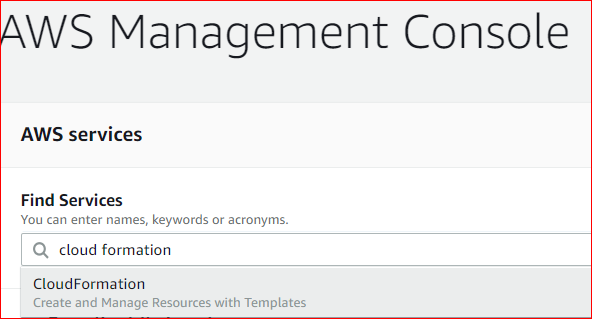 AWS Management Console
AWS services
Find Services
You can enter names, keywords or acronyms.
cloud formation
CloudFormation
Create and Manage Resources with Templates